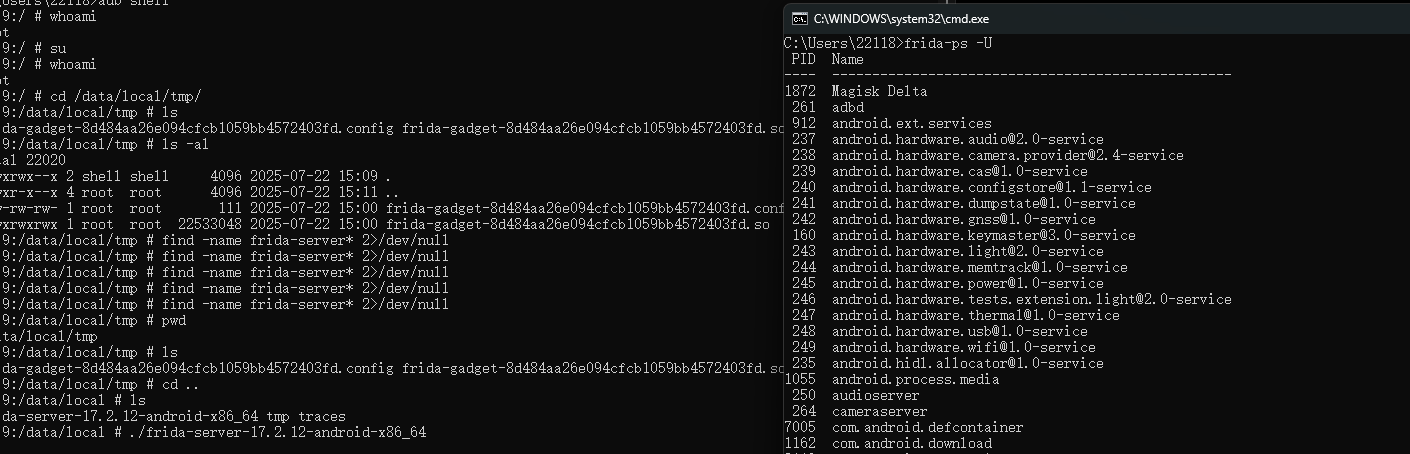 \users\22118>adb shell
9:/ # whoami
ot
9:/ # su
9:/ # whoami
ot
9:/ # cd /data/local/tmp/
9:/data/local/tmp # ls
da-gadget-8d484aa26e094cfcb1059bb4572403fd.config frida-gadget-8d484aa26e094cfcb1059bb4572403fd.so
9:/data/local/tmp # ls -al
al 22020
wxrwx--x 2 shell shell 4096 2025-07-22 15:09 .
wxr-x--x 4 root root 4096 2025-07-22 15:11 ..
w-rw-rw- 1 root root 111 2025-07-22 15:00 frida-gadget-8d484aa26e094cfcb1059bb4572403fd.conf
wxrwxrwx 1 root root 22533048 2025-07-22 15:00 frida-gadget-8d484aa26e094cfcb1059bb4572403fd.so
9:/data/local/tmp # find -name frida-server* 2>/dev/null
9:/data/local/tmp # find -name frida-server* 2>/dev/null
9:/data/local/tmp # find -name frida-server* 2>/dev/null
9:/data/local/tmp # find -name frida-server* 2>/dev/null
9:/data/local/tmp # find -name frida-server* 2>/dev/null
9:/data/local/tmp # pwd
ata/local/tmp
9:/data/local/tmp # ls
da-gadget-8d484aa26e094cfcb1059bb4572403fd.config frida-gadget-8d484aa26e094cfcb1059bb4572403fd.so
9:/data/local/tmp # cd ..
9:/data/local # ls
da-server-17.2.12-android-x86_64 tmp traces
9:/data/local # ./frida-server-17.2.12-android-x86_64
C:\WINDOWS\system32\cmd.exe
C:\Users\22118>frida-ps -U
PID Name
---- --------------------------------------------------
1872 Magisk Delta
261 adbd
912 android.ext.services
237 android.hardware.audio@2.0-service
238 android.hardware.camera.provider@2.4-service
239 android.hardware.cas@1.0-service
240 android.hardware.configstore@1.1-service
241 android.hardware.dumpstate@1.0-service
242 android.hardware.gnss@1.0-service
160 android.hardware.keymaster@3.0-service
243 android.hardware.light@2.0-service
244 android.hardware.memtrack@1.0-service
245 android.hardware.power@1.0-service
246 android.hardware.tests.extension.light@2.0-service
247 android.hardware.thermal@1.0-service
248 android.hardware.usb@1.0-service
249 android.hardware.wifi@1.0-service
235 android.hidl.allocator@1.0-service
1055 android.process.media
250 audioserver
264 cameraserver
7005 com.android.defcontainer
1162 com.android.download